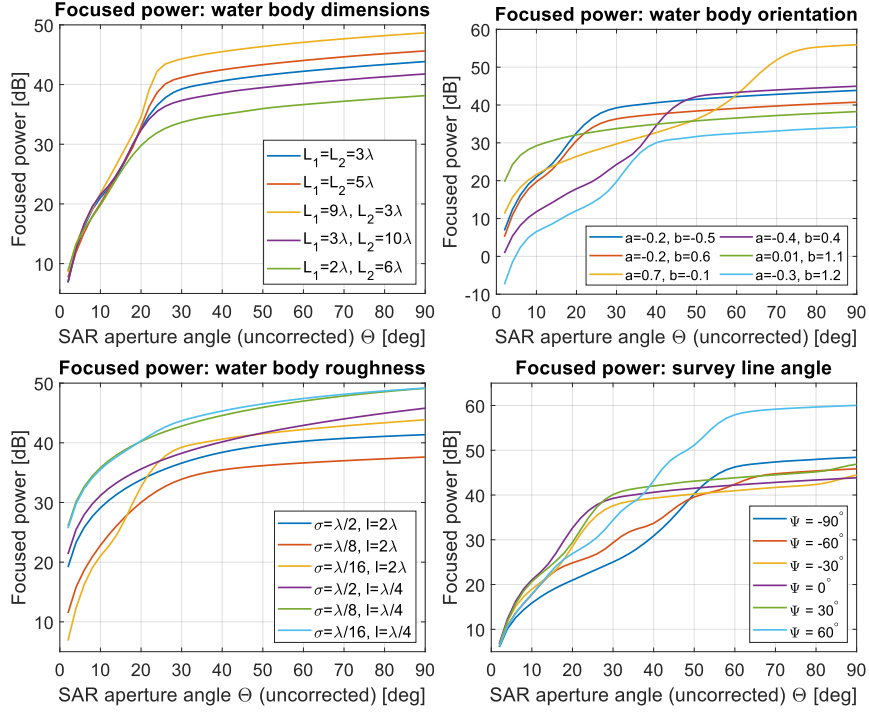 Focused power: water body dimensions
Focused power [dB]
50
40
30
20
10
0 10 20 30 40 50 60 70 80 90
SAR aperture angle (uncorrected) Θ [deg]
L₁=L₂=3λ
L₁=L₂=5λ
L₁=9λ, L₂=3λ
L₁=3λ, L₂=10λ
L₁=2λ, L₂=6λ
Focused power: water body orientation
Focused power [dB]
60
50
40
30
20
10
0
-10
0 10 20 30 40 50 60 70 80 90
SAR aperture angle (uncorrected) Θ [deg]
a=-0.2, b=-0.5
a=-0.2, b=0.6
a=0.7, b=-0.1
a=-0.4, b=0.4
a=0.01, b=1.1
a=-0.3, b=1.2
Focused power: water body roughness
Focused power [dB]
50
40
30
20
10
0 10 20 30 40 50 60 70 80 90
SAR aperture angle (uncorrected) Θ [deg]
σ=λ/2, l=2λ
σ=λ/8, l=2λ
σ=λ/16, l=2λ
σ=λ/2, l=λ/4
σ=λ/8, l=λ/4
σ=λ/16, l=λ/4
Focused power: survey line angle
Focused power [dB]
60
50
40
30
20
10
0 10 20 30 40 50 60 70 80 90
SAR aperture angle (uncorrected) Θ [deg]
Ψ = -90°
Ψ = -60°
Ψ = -30°
Ψ = 0°
Ψ = 30°
Ψ = 60°